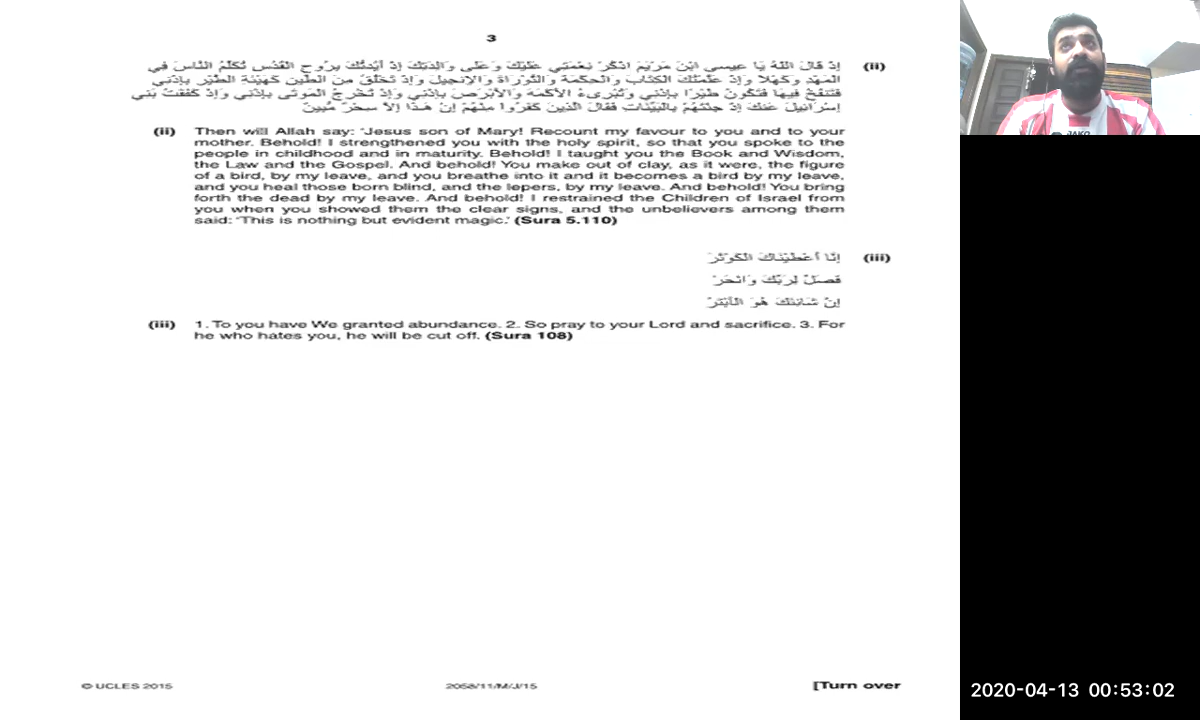 3
(ii) إِذْ قَالَ اللهُ يَا عِيسَى ابْنَ مَرْيَمَ اذْكُرْ نِعْمَتِي عَلَيْكَ وَعَلَى وَالِدَتِكَ إِذْ أَيَّدتُّكَ بِرُوحِ الْقُدُسِ تُكَلِّمُ النَّاسَ فِي
الْمَهْدِ وَكَهْلًا وَإِذْ عَلَّمْتُكَ الْكِتَابَ وَالْحِكْمَةَ وَالتَّوْرَاةَ وَالإِنجِيلَ وَإِذْ تَخْلُقُ مِنَ الطِّينِ كَهَيْئَةِ الطَّيْرِ بِإِذْنِي
فَتَنفُخُ فِيهَا فَتَكُونُ طَيْرًا بِإِذْنِي وَتُبْرِىءُ الأَكْمَهَ وَالأَبْرَصَ بِإِذْنِي وَإِذْ تُخْرِجُ الْمَوتَى بِإِذْنِي وَإِذْ كَفَفْتُ بَنِي
إِسْرَائِيلَ عَنكَ إِذْ جِئْتَهُمْ بِالْبَيِّنَاتِ فَقَالَ الَّذِينَ كَفَرُوا مِنْهُمْ إِنْ هَذَا إِلَّا سِحْرٌ مُّبِينٌ
(ii) Then will Allah say: ‘Jesus son of Mary! Recount my favour to you and to your
mother. Behold! I strengthened you with the holy spirit, so that you spoke to the
people in childhood and in maturity. Behold! I taught you the Book and Wisdom,
the Law and the Gospel. And behold! You make out of clay, as it were, the figure
of a bird, by my leave, and you breathe into it and it becomes a bird by my leave,
and you heal those born blind, and the lepers, by my leave. And behold! You bring
forth the dead by my leave. And behold! I restrained the Children of Israel from
you when you showed them the clear signs, and the unbelievers among them
said: ‘This is nothing but evident magic.’ (Sura 5.110)
(iii) إِنَّا أَعْطَيْنَاكَ الْكَوْثَرَ
فَصَلِّ لِرَبِّكَ وَانْحَرْ
إِنَّ شَانِئَكَ هُوَ الْأَبْتَرُ
(iii) 1. To you have We granted abundance. 2. So pray to your Lord and sacrifice. 3. For
he who hates you, he will be cut off. (Sura 108)
© UCLES 2015
2058/11/M/J/15
[Turn over
JAKO
2020-04-13 00:53:02